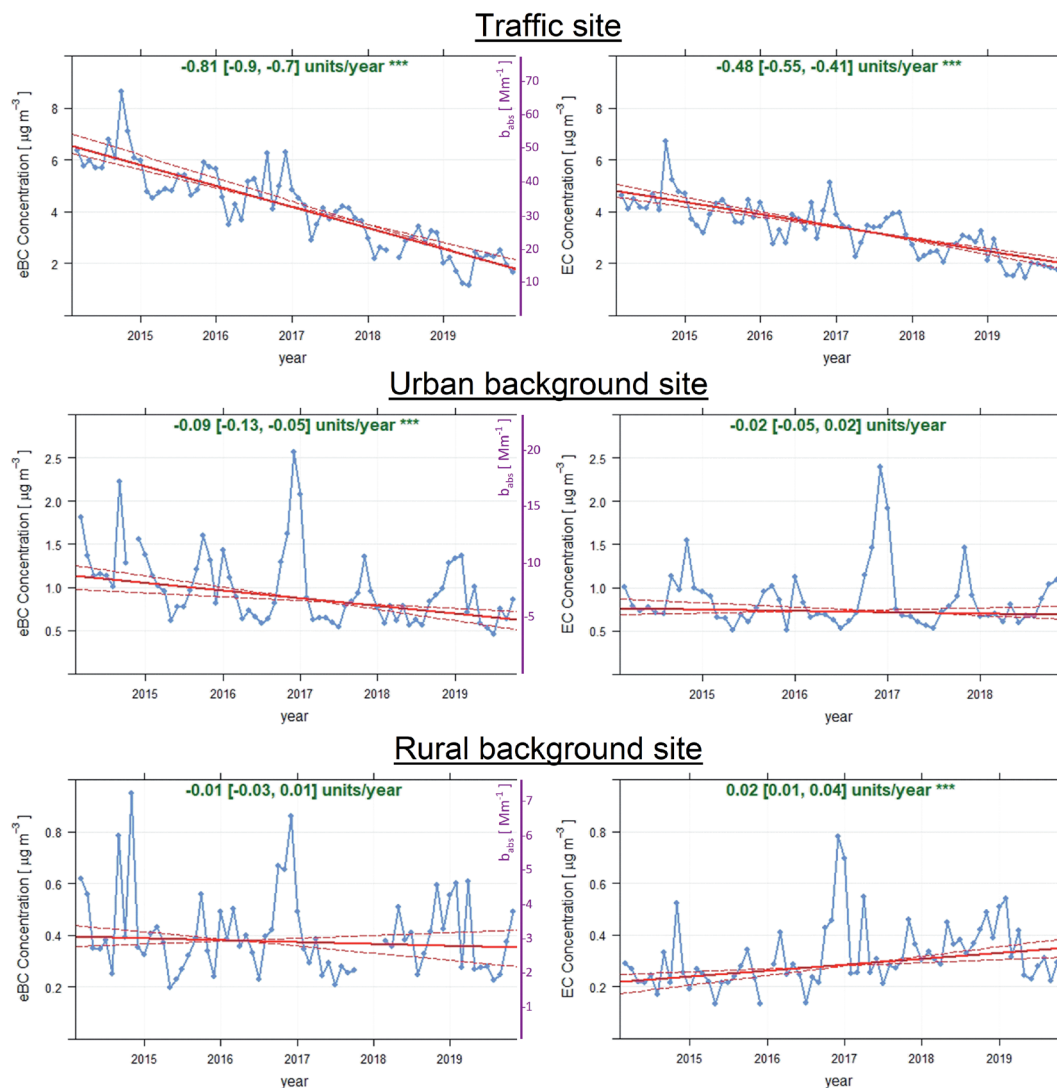 Traffic site
-0.81 [-0.9, -0.7] units/year ***
eBC Concentration [ µg m⁻³ ]
8
6
4
2
b_abs [ Mm⁻¹ ]
70
60
50
40
30
20
10
2015 2016 2017 2018 2019
year
-0.48 [-0.55, -0.41] units/year ***
EC Concentration [ µg m⁻³ ]
8
6
4
2
2015 2016 2017 2018 2019
year
Urban background site
-0.09 [-0.13, -0.05] units/year ***
eBC Concentration [ µg m⁻³ ]
2.5
2.0
1.5
1.0
0.5
b_abs [ Mm⁻¹ ]
20
15
10
5
2015 2016 2017 2018 2019
year
-0.02 [-0.05, 0.02] units/year
EC Concentration [ µg m⁻³ ]
2.5
2.0
1.5
1.0
0.5
2015 2016 2017 2018
year
Rural background site
-0.01 [-0.03, 0.01] units/year
eBC Concentration [ µg m⁻³ ]
0.8
0.6
0.4
0.2
b_abs [ Mm⁻¹ ]
7
6
5
4
3
2
1
2015 2016 2017 2018 2019
year
0.02 [0.01, 0.04] units/year ***
EC Concentration [ µg m⁻³ ]
0.8
0.6
0.4
0.2
2015 2016 2017 2018 2019
year